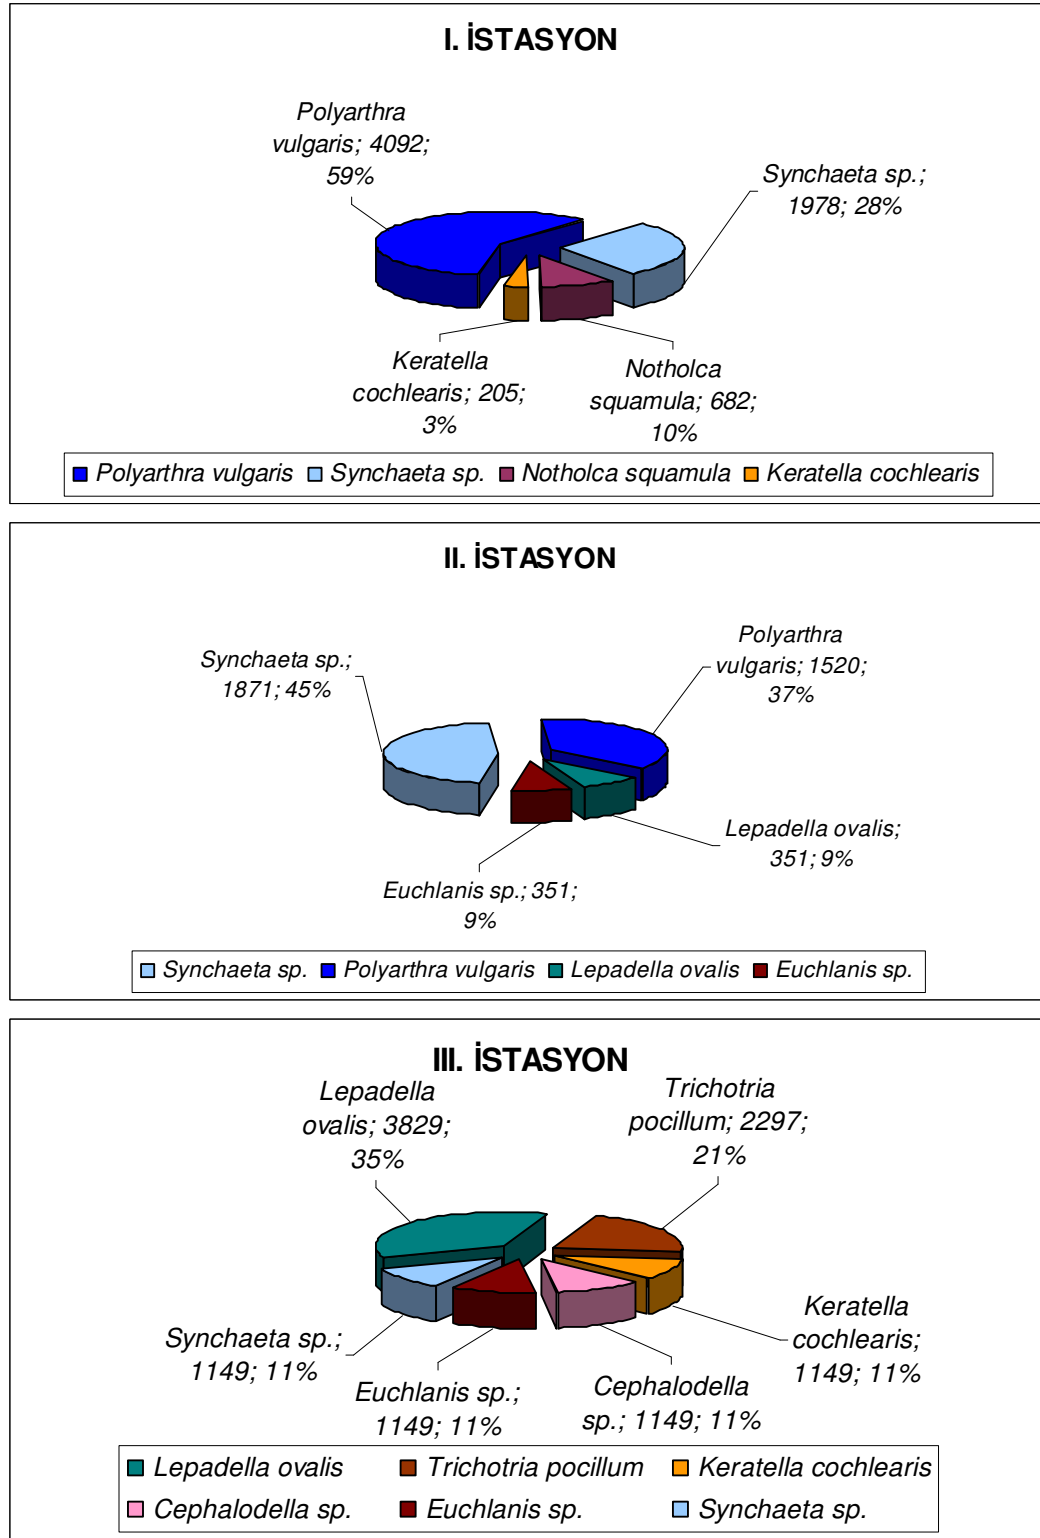 I. İSTASYON
Polyarthra
vulgaris; 4092;
59%
Synchaeta sp.;
1978; 28%
Keratella
cochlearis; 205;
3%
Notholca
squamula; 682;
10%
Polyarthra vulgaris Synchaeta sp. Notholca squamula Keratella cochlearis
II. İSTASYON
Synchaeta sp.;
1871; 45%
Polyarthra
vulgaris; 1520;
37%
Lepadella ovalis;
351; 9%
Euchlanis sp.; 351;
9%
Synchaeta sp. Polyarthra vulgaris Lepadella ovalis Euchlanis sp.
III. İSTASYON
Lepadella
ovalis; 3829;
35%
Trichotria
pocillum; 2297;
21%
Synchaeta sp.;
1149; 11%
Euchlanis sp.;
1149; 11%
Cephalodella
sp.; 1149; 11%
Keratella
cochlearis;
1149; 11%
Lepadella ovalis Trichotria pocillum Keratella cochlearis
Cephalodella sp. Euchlanis sp. Synchaeta sp.